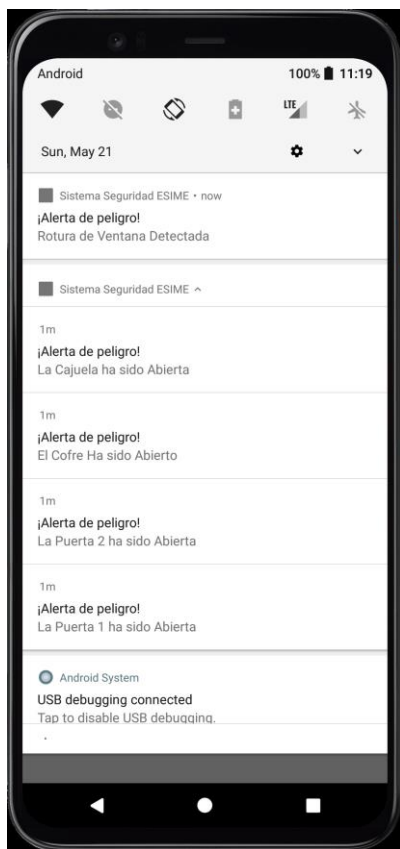 Android 100% 11:19
LTE
Sun, May 21
Sistema Seguridad ESIME • now
¡Alerta de peligro!
Rotura de Ventana Detectada
Sistema Seguridad ESIME
1m
¡Alerta de peligro!
La Cajuela ha sido Abierta
1m
¡Alerta de peligro!
El Cofre Ha sido Abierto
1m
¡Alerta de peligro!
La Puerta 2 ha sido Abierta
1m
¡Alerta de peligro!
La Puerta 1 ha sido Abierta
Android System
USB debugging connected
Tap to disable USB debugging.